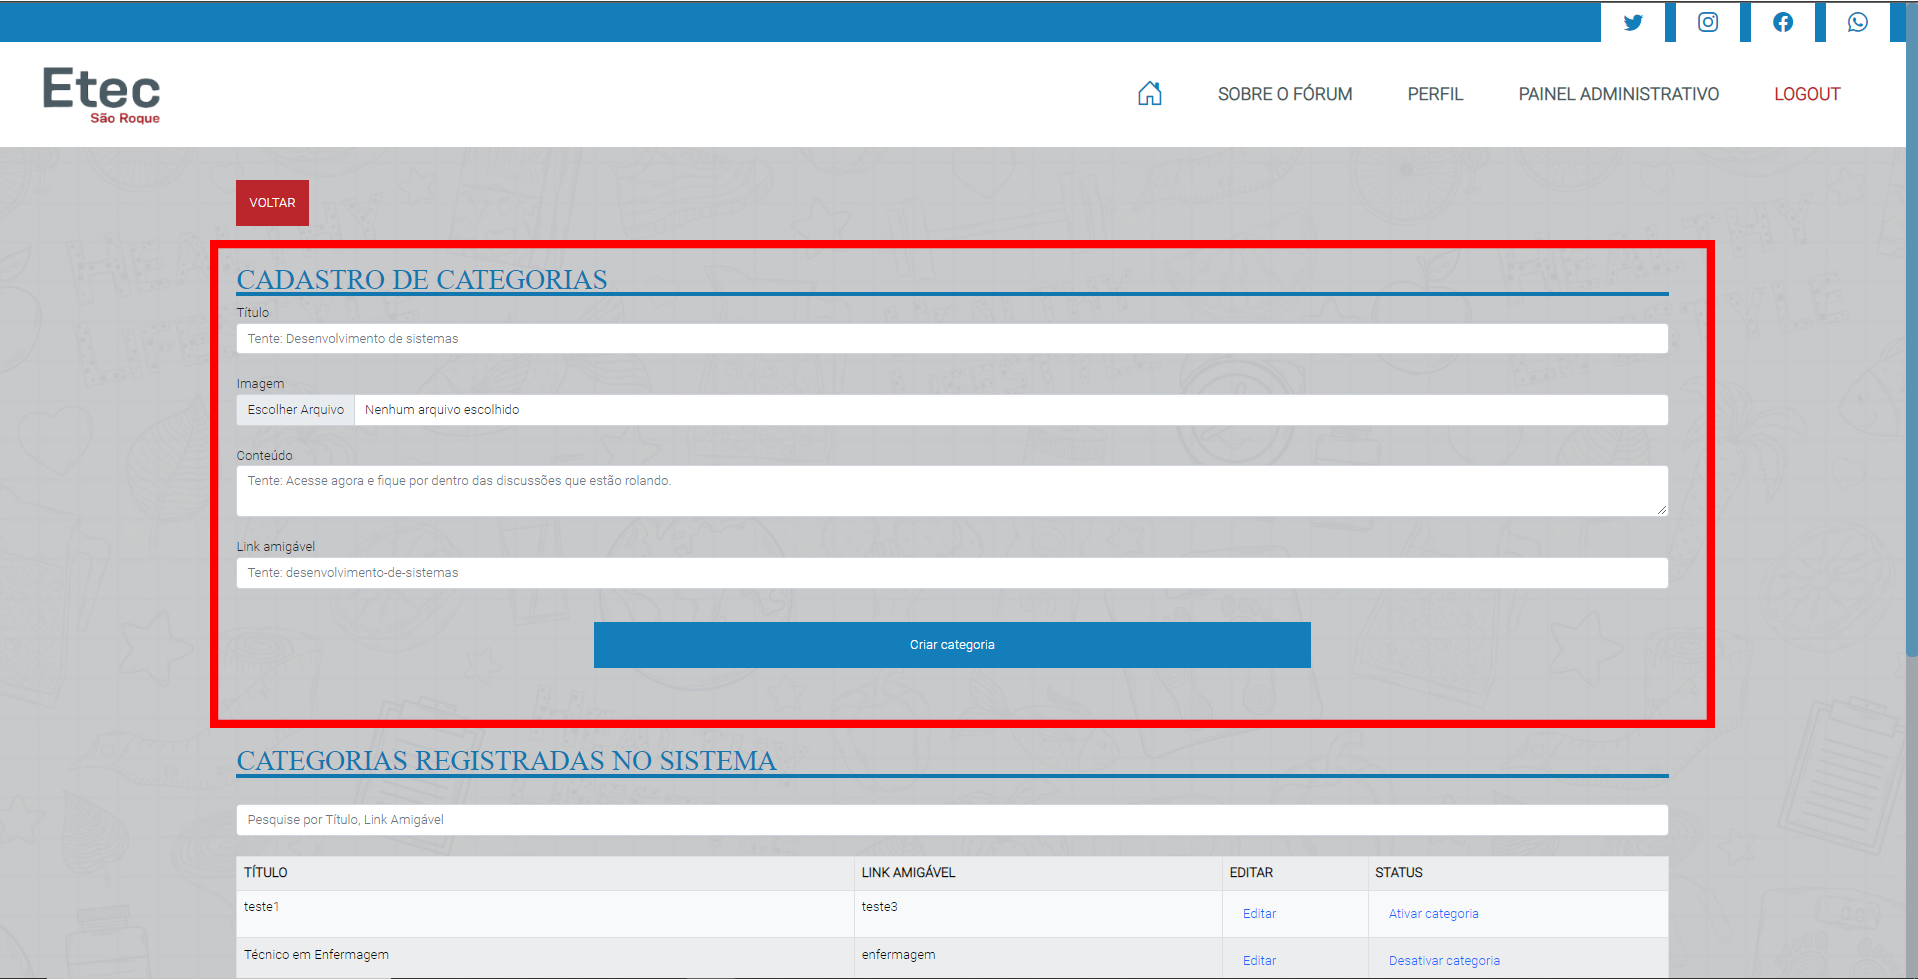 Etec
São Roque
SOBRE O FÓRUM
PERFIL
PAINEL ADMINISTRATIVO
LOGOUT
VOLTAR
CADASTRO DE CATEGORIAS
Título
Tente: Desenvolvimento de sistemas
Imagem
Escolher Arquivo Nenhum arquivo escolhido
Conteúdo
Tente: Acesse agora e fique por dentro das discussões que estão rolando.
Link amigável
Tente: desenvolvimento-de-sistemas
Criar categoria
CATEGORIAS REGISTRADAS NO SISTEMA
Pesquise por Título, Link Amigável
TÍTULO LINK AMIGÁVEL EDITAR STATUS
teste1 teste3 Editar Ativar categoria
Técnico em Enfermagem enfermagem Editar Desativar categoria